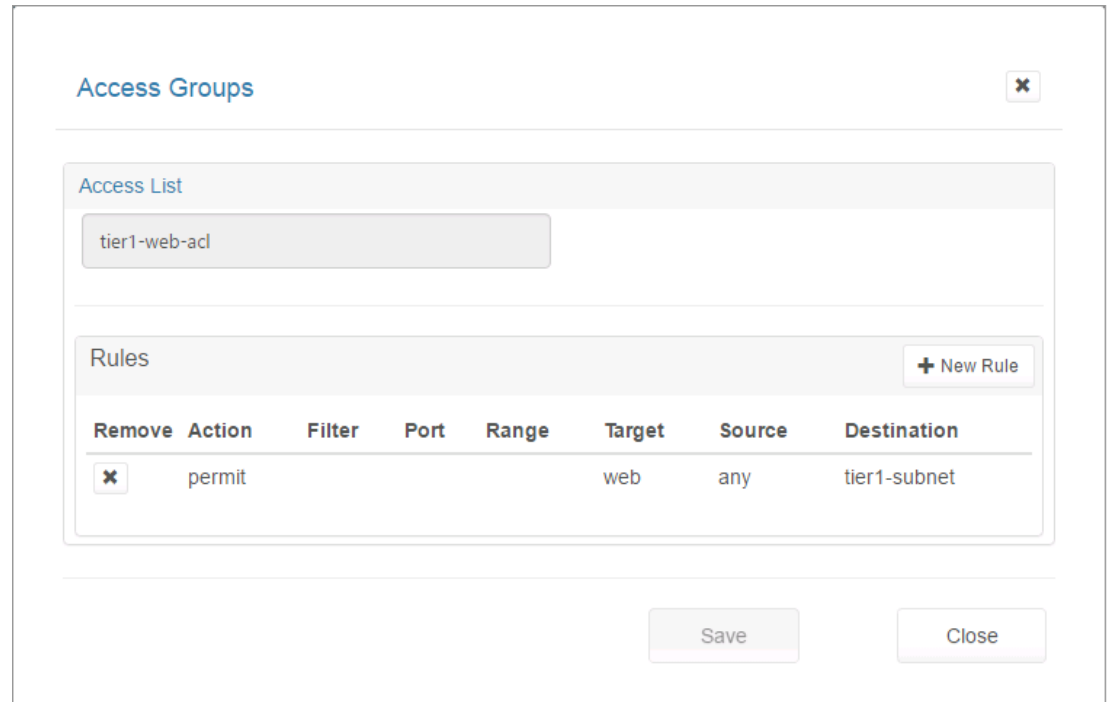 Access Groups
Access List
tier1-web-acl
Rules
New Rule
Remove Action Filter Port Range Target Source Destination
permit web any tier1-subnet
Save Close